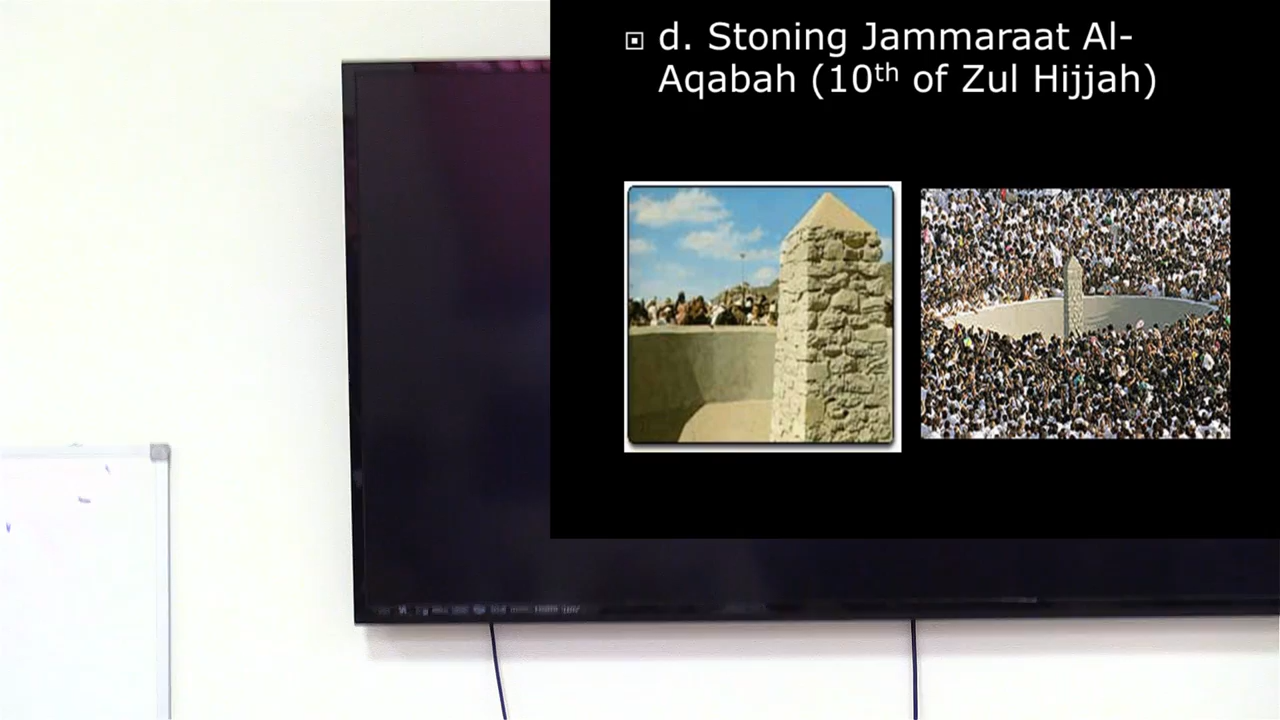 d. Stoning Jammaraat Al-
Aqabah (10th of Zul Hijjah)